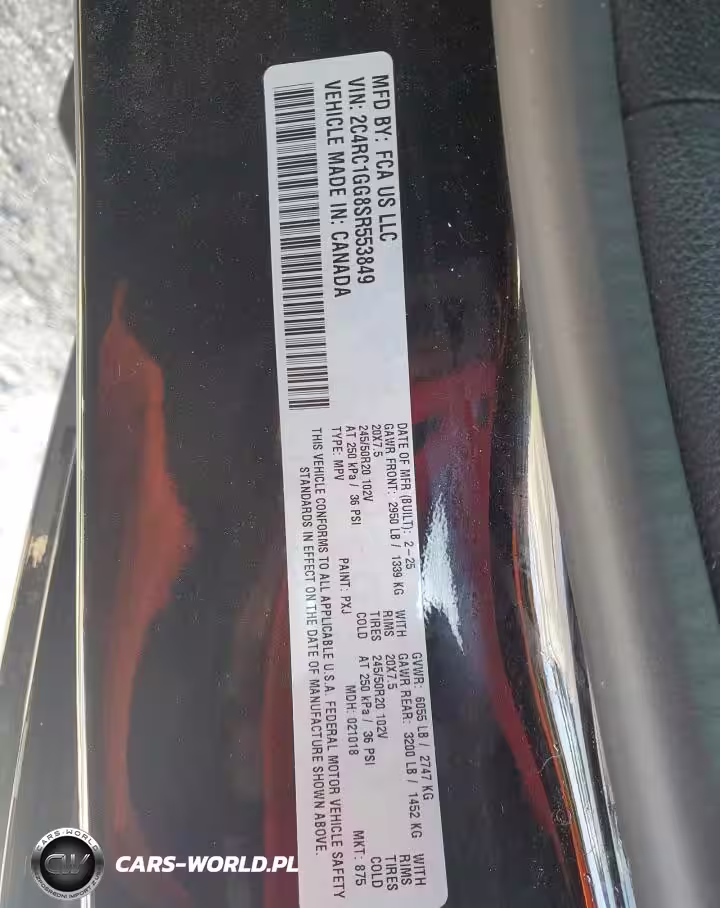 MFD BY: FCA US LLC
VIN: 2C4RC1GG8SR553849
VEHICLE MADE IN: CANADA
DATE OF MFR (BUILT): 2-25 GVWR: 6055 LB / 2747 KG
GAWR FRONT: 2950 LB / 1339 KG WITH GAWR REAR: 3200 LB / 1452 KG WITH
20X7.5 RIMS 20X7.5 RIMS
245/50R20 102V TIRES 245/50R20 102V TIRES
AT 250 kPa / 36 PSI COLD AT 250 kPa / 36 PSI COLD
TYPE: MPV PAINT: PXJ MDH: 021018 MKT: 875
THIS VEHICLE CONFORMS TO ALL APPLICABLE U.S.A. FEDERAL MOTOR VEHICLE SAFETY
STANDARDS IN EFFECT ON THE DATE OF MANUFACTURE SHOWN ABOVE.
CARS-WORLD
CW
CARS-WORLD.PL